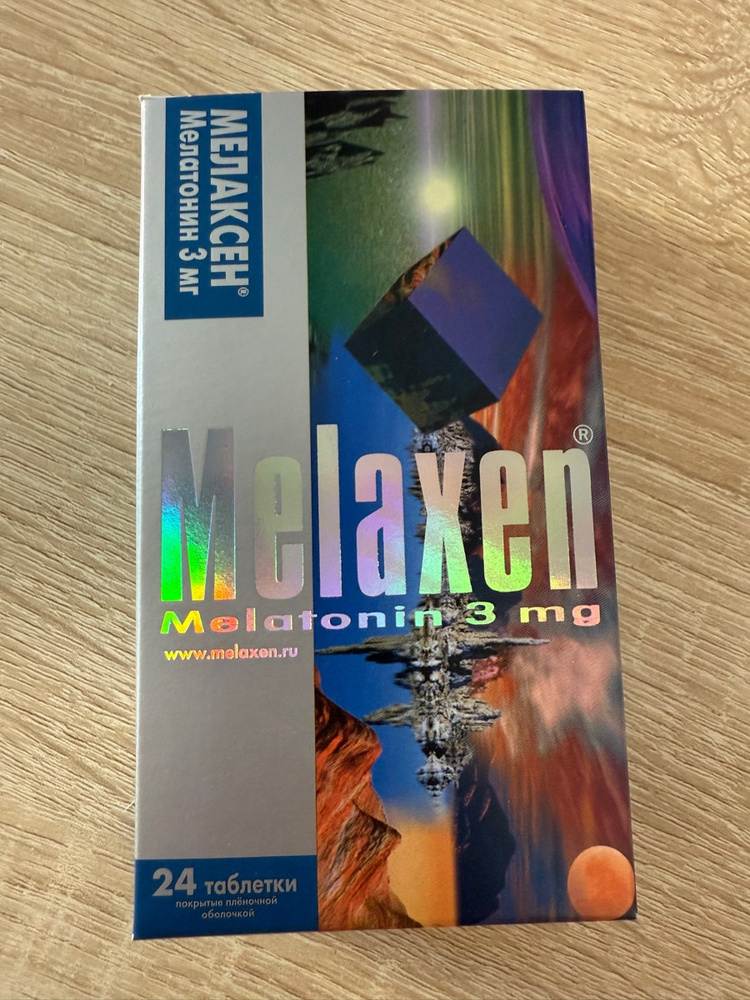 МЕЛАКСЕН®
Мелатонин 3 мг
Melaxen®
Melatonin 3 mg
www.melaxen.ru
24 таблетки
покрытые плёночной
оболочкой